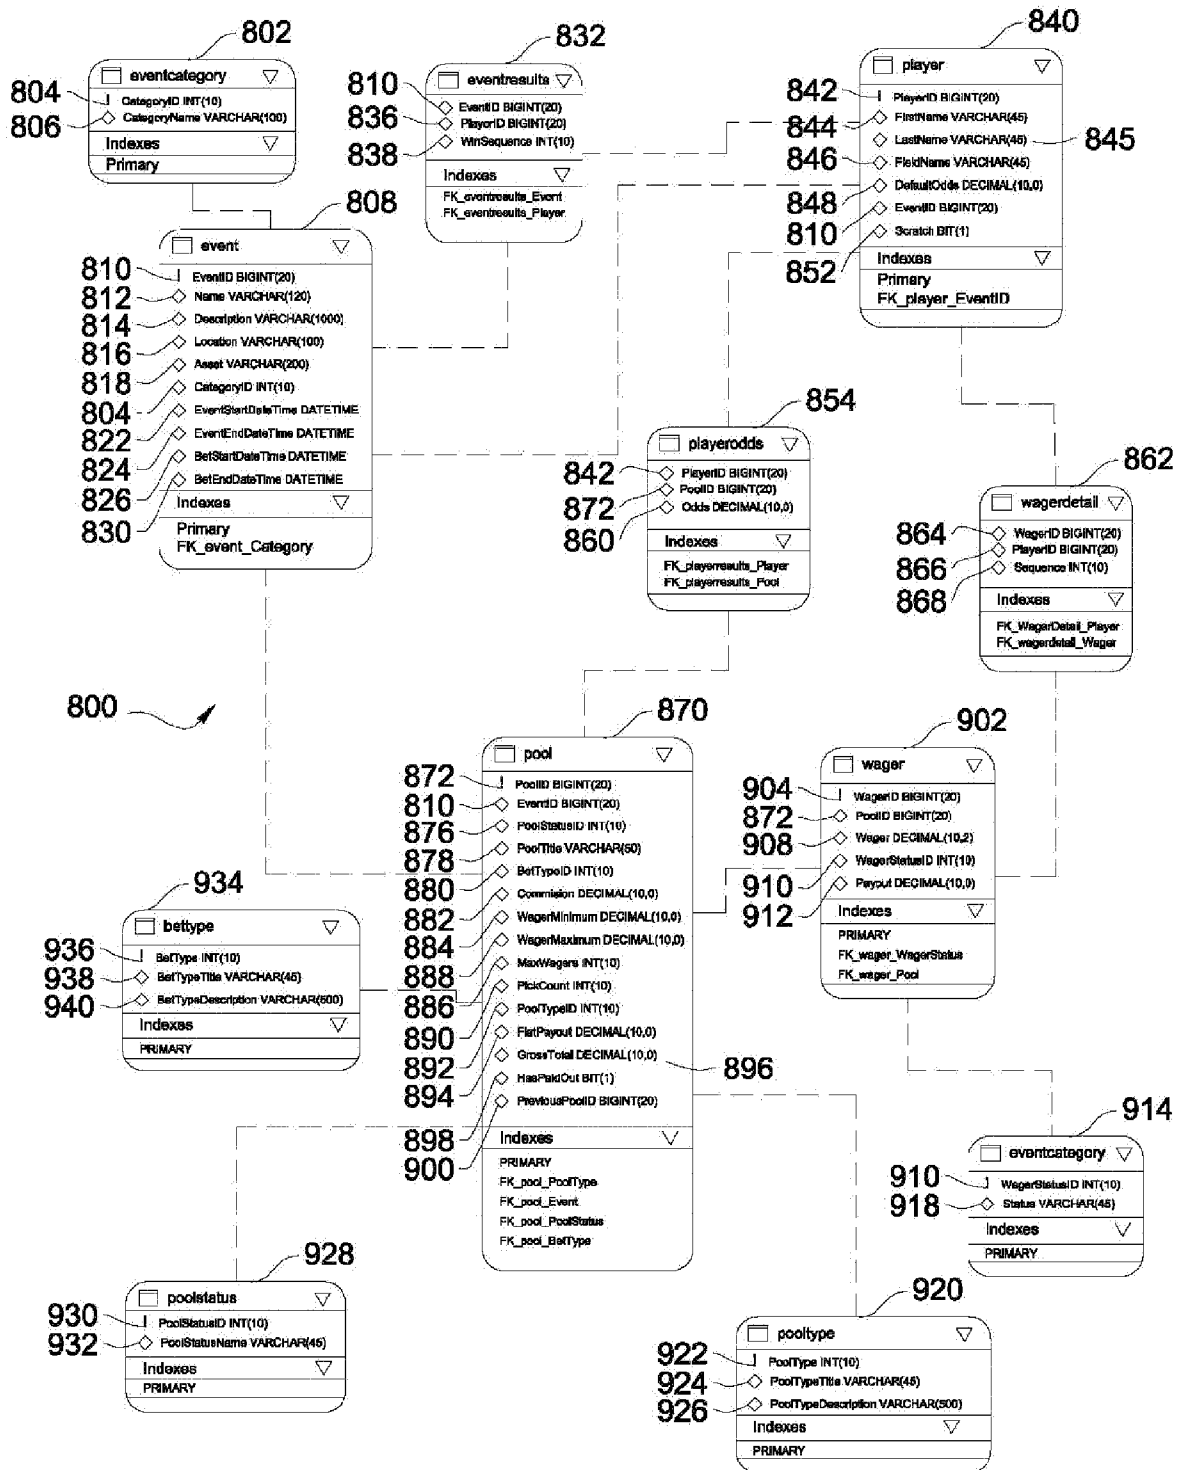 802
eventcategory
804
CategoryID INT(10)
806
CategoryName VARCHAR(100)
Indexes
Primary
832
eventresults
810
EventID BIGINT(20)
836
PlayerID BIGINT(20)
838
WinSequence INT(10)
Indexes
FK_eventresults_Event
FK_eventresults_Player
840
player
842
PlayerID BIGINT(20)
844
FirstName VARCHAR(45)
LastName VARCHAR(45)
845
846
FieldName VARCHAR(45)
848
DefaultOdds DECIMAL(10,0)
810
EventID BIGINT(20)
852
Scratch BIT(1)
Indexes
Primary
FK_player_EventID
808
event
810
EventID BIGINT(20)
812
Name VARCHAR(120)
814
Description VARCHAR(1000)
816
Location VARCHAR(100)
818
Asset VARCHAR(200)
804
CategoryID INT(10)
822
EventStartDateTime DATETIME
824
EventEndDateTime DATETIME
826
BetStartDateTime DATETIME
830
BetEndDateTime DATETIME
Indexes
Primary
FK_event_Category
854
playerodds
842
PlayerID BIGINT(20)
872
PoolID BIGINT(20)
860
Odds DECIMAL(10,0)
Indexes
FK_playerresults_Player
FK_playerresults_Pool
862
wagerdetail
864
WagerID BIGINT(20)
866
PlayerID BIGINT(20)
868
Sequence INT(10)
Indexes
FK_WagerDetail_Player
FK_wagerdetail_Wager
800
870
pool
872
PoolID BIGINT(20)
810
EventID BIGINT(20)
876
PoolStatusID INT(10)
878
PoolTitle VARCHAR(50)
880
BetTypeID INT(10)
882
Commision DECIMAL(10,0)
884
WagerMinimum DECIMAL(10,0)
888
WagerMaximum DECIMAL(10,0)
886
MaxWagers INT(10)
890
PickCount INT(10)
892
PoolTypeID INT(10)
894
FlatPayout DECIMAL(10,0)
GrossTotal DECIMAL(10,0)
896
898
HasPaidOut BIT(1)
900
PreviousPoolID BIGINT(20)
Indexes
PRIMARY
FK_pool_PoolType
FK_pool_Event
FK_pool_PoolStatus
FK_pool_BetType
902
wager
904
WagerID BIGINT(20)
872
PoolID BIGINT(20)
908
Wager DECIMAL(10,2)
910
WagerStatusID INT(10)
912
Payout DECIMAL(10,0)
Indexes
PRIMARY
FK_wager_WagerStatus
FK_wager_Pool
934
bettype
936
BetType INT(10)
938
BetTypeTitle VARCHAR(45)
940
BetTypeDescription VARCHAR(500)
Indexes
PRIMARY
914
eventcategory
910
WagerStatusID INT(10)
918
Status VARCHAR(45)
Indexes
PRIMARY
928
poolstatus
930
PoolStatusID INT(10)
932
PoolStatusName VARCHAR(45)
Indexes
PRIMARY
920
pooltype
922
PoolType INT(10)
924
PoolTypeTitle VARCHAR(45)
926
PoolTypeDescription VARCHAR(500)
Indexes
PRIMARY